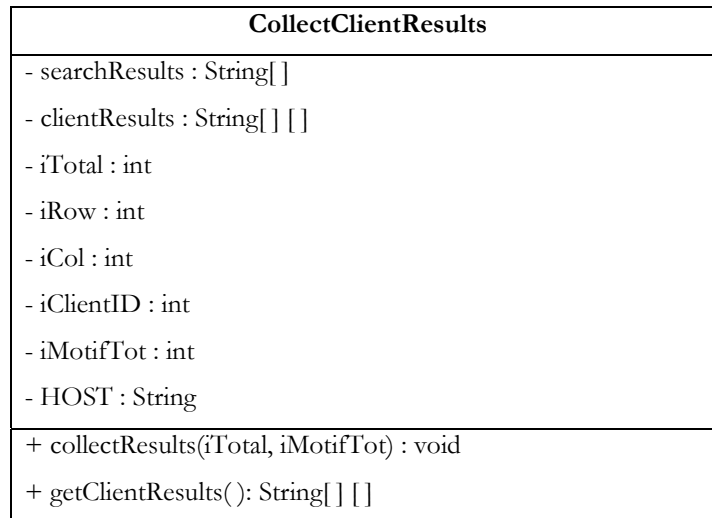 CollectClientResults
- searchResults : String[ ]
- clientResults : String[ ] [ ]
- iTotal : int
- iRow : int
- iCol : int
- iClientID : int
- iMotifTot : int
- HOST : String
+ collectResults(iTotal, iMotifTot) : void
+ getClientResults( ): String[ ] [ ]